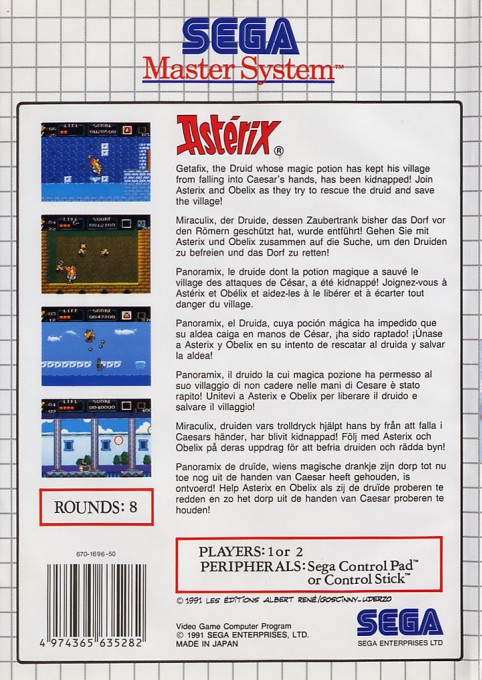 SEGA
Master System™
Astérix®
Getafix, the Druid whose magic potion has kept his village
from falling into Caesar's hands, has been kidnapped! Join
Asterix and Obelix as they try to rescue the druid and save
the village!
Miraculix, der Druide, dessen Zaubertrank bisher das Dorf vor
den Römern geschützt hat, wurde entführt! Gehen Sie mit
Asterix und Obelix zusammen auf die Suche, um den Druiden
zu befreien und das Dorf zu retten!
Panoramix, le druide dont la potion magique a sauvé le
village des attaques de César, a été kidnappé! Joignez-vous à
Astérix et Obélix et aidez-les à le libérer et à écarter tout
danger du village.
Panoramix, el Druida, cuya poción mágica ha impedido que
su aldea caiga en manos de César, ¡ha sido raptado! ¡Únase
a Asterix y Obelix en su intento de rescatar al druida y salvar
la aldea!
Panoramix, il druido la cui magica pozione ha permesso al
suo villaggio di non cadere nelle mani di Cesare è stato
rapito! Unitevi a Asterix e Obelix per liberare il druido e
salvare il villaggio!
Miraculix, druiden vars trolldryck hjälpt hans by från att falla i
Caesars händer, har blivit kidnappad! Följ med Asterix och
Obelix på deras uppdrag för att befria druiden och rädda byn!
Panoramix de druïde, wiens magische drankje zijn dorp tot nu
toe nog uit de handen van Caesar heeft gehouden, is
ontvoerd! Help Asterix en Obelix als zij de druïde proberen te
redden en zo het dorp uit de handen van Caesar proberen te
houden!
ROUNDS: 8
670-1696-50
4 974365 635282
PLAYERS: 1 or 2
PERIPHERALS: Sega Control Pad™
or Control Stick™
© 1991 LES ÉDITIONS ALBERT RENÉ/GOSCINNY-UDERZO
Video Game Computer Program
© 1991 SEGA ENTERPRISES, LTD.
MADE IN JAPAN
SEGA
SEGA ENTERPRISES LTD